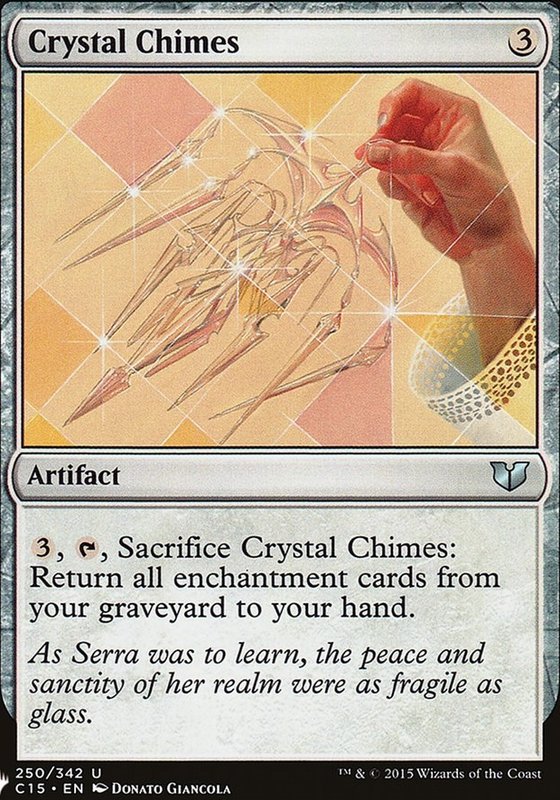 Crystal Chimes 3
Artifact
3, , Sacrifice Crystal Chimes:
Return all enchantment cards from
your graveyard to your hand.
As Serra was to learn, the peace and
sanctity of her realm were as fragile as
glass.
250/342 U
C15 • EN Donato Giancola
™ & © 2015 Wizards of the Coast